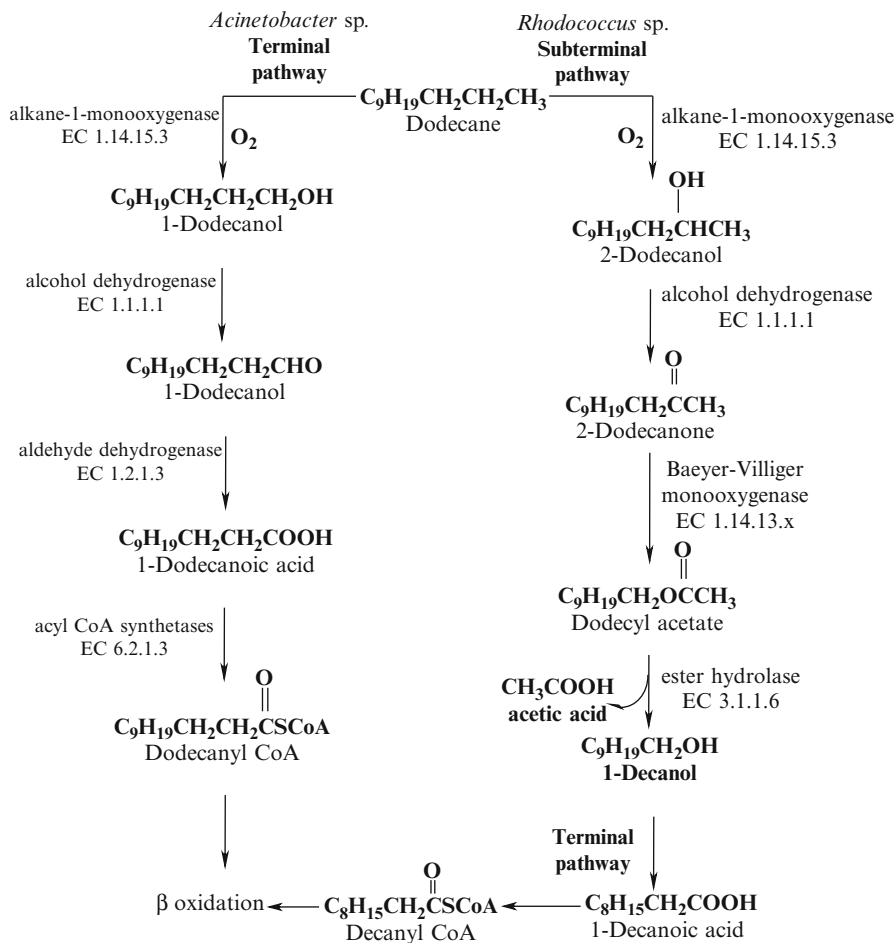 Acinetobacter sp.
Terminal
pathway
Rhodococcus sp.
Subterminal
pathway
C₉H₁₉CH₂CH₂CH₃
Dodecane
alkane-1-monooxygenase
EC 1.14.15.3
O₂
C₉H₁₉CH₂CH₂CH₂OH
1-Dodecanol
alcohol dehydrogenase
EC 1.1.1.1
C₉H₁₉CH₂CH₂CHO
1-Dodecanol
aldehyde dehydrogenase
EC 1.2.1.3
C₉H₁₉CH₂CH₂COOH
1-Dodecanoic acid
acyl CoA synthetases
EC 6.2.1.3
O
C₉H₁₉CH₂CH₂CSCoA
Dodecanyl CoA
β oxidation
O₂
alkane-1-monooxygenase
EC 1.14.15.3
OH
C₉H₁₉CH₂CHCH₃
2-Dodecanol
alcohol dehydrogenase
EC 1.1.1.1
O
C₉H₁₉CH₂CCH₃
2-Dodecanone
Baeyer-Villiger
monooxygenase
EC 1.14.13.x
O
C₉H₁₉CH₂OCCH₃
Dodecyl acetate
ester hydrolase
EC 3.1.1.6
CH₃COOH
acetic acid
C₉H₁₉CH₂OH
1-Decanol
Terminal
pathway
C₈H₁₅CH₂COOH
1-Decanoic acid
O
C₈H₁₅CH₂CSCoA
Decanyl CoA